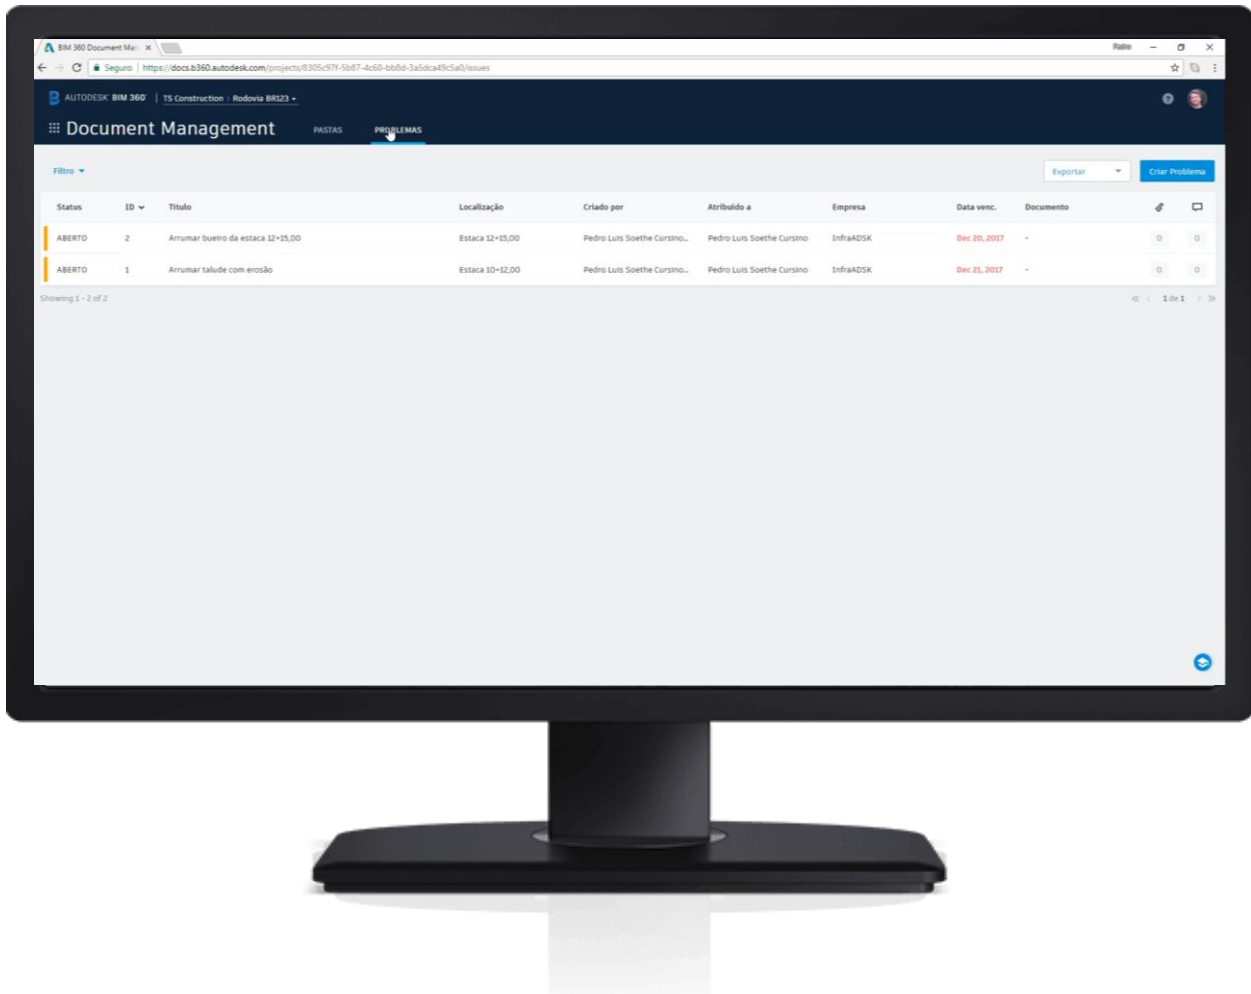 BIM 360 Document Man
Seguro | https://docs.b360.autodesk.com/projects/8305c97f-5b87-4c60-bb8d-3a5dca49c5a0/issues
AUTODESK BIM 360 | TS Construction > Rodovia BR123
Document Management PASTAS PROBLEMAS
Filtro Exportar Criar Problema
Status ID Título Localização Criado por Atribuído a Empresa Data venc. Documento
ABERTO 2 Arrumar bueiro da estaca 12+15,00 Estaca 12+15,00 Pedro Luis Soethe Cursino... Pedro Luis Soethe Cursino InfraADSK Dec 20, 2017 - 0 0
ABERTO 1 Arrumar talude com erosão Estaca 10+12,00 Pedro Luis Soethe Cursino... Pedro Luis Soethe Cursino InfraADSK Dec 21, 2017 - 0 0
Showing 1 - 2 of 2 1 de 1